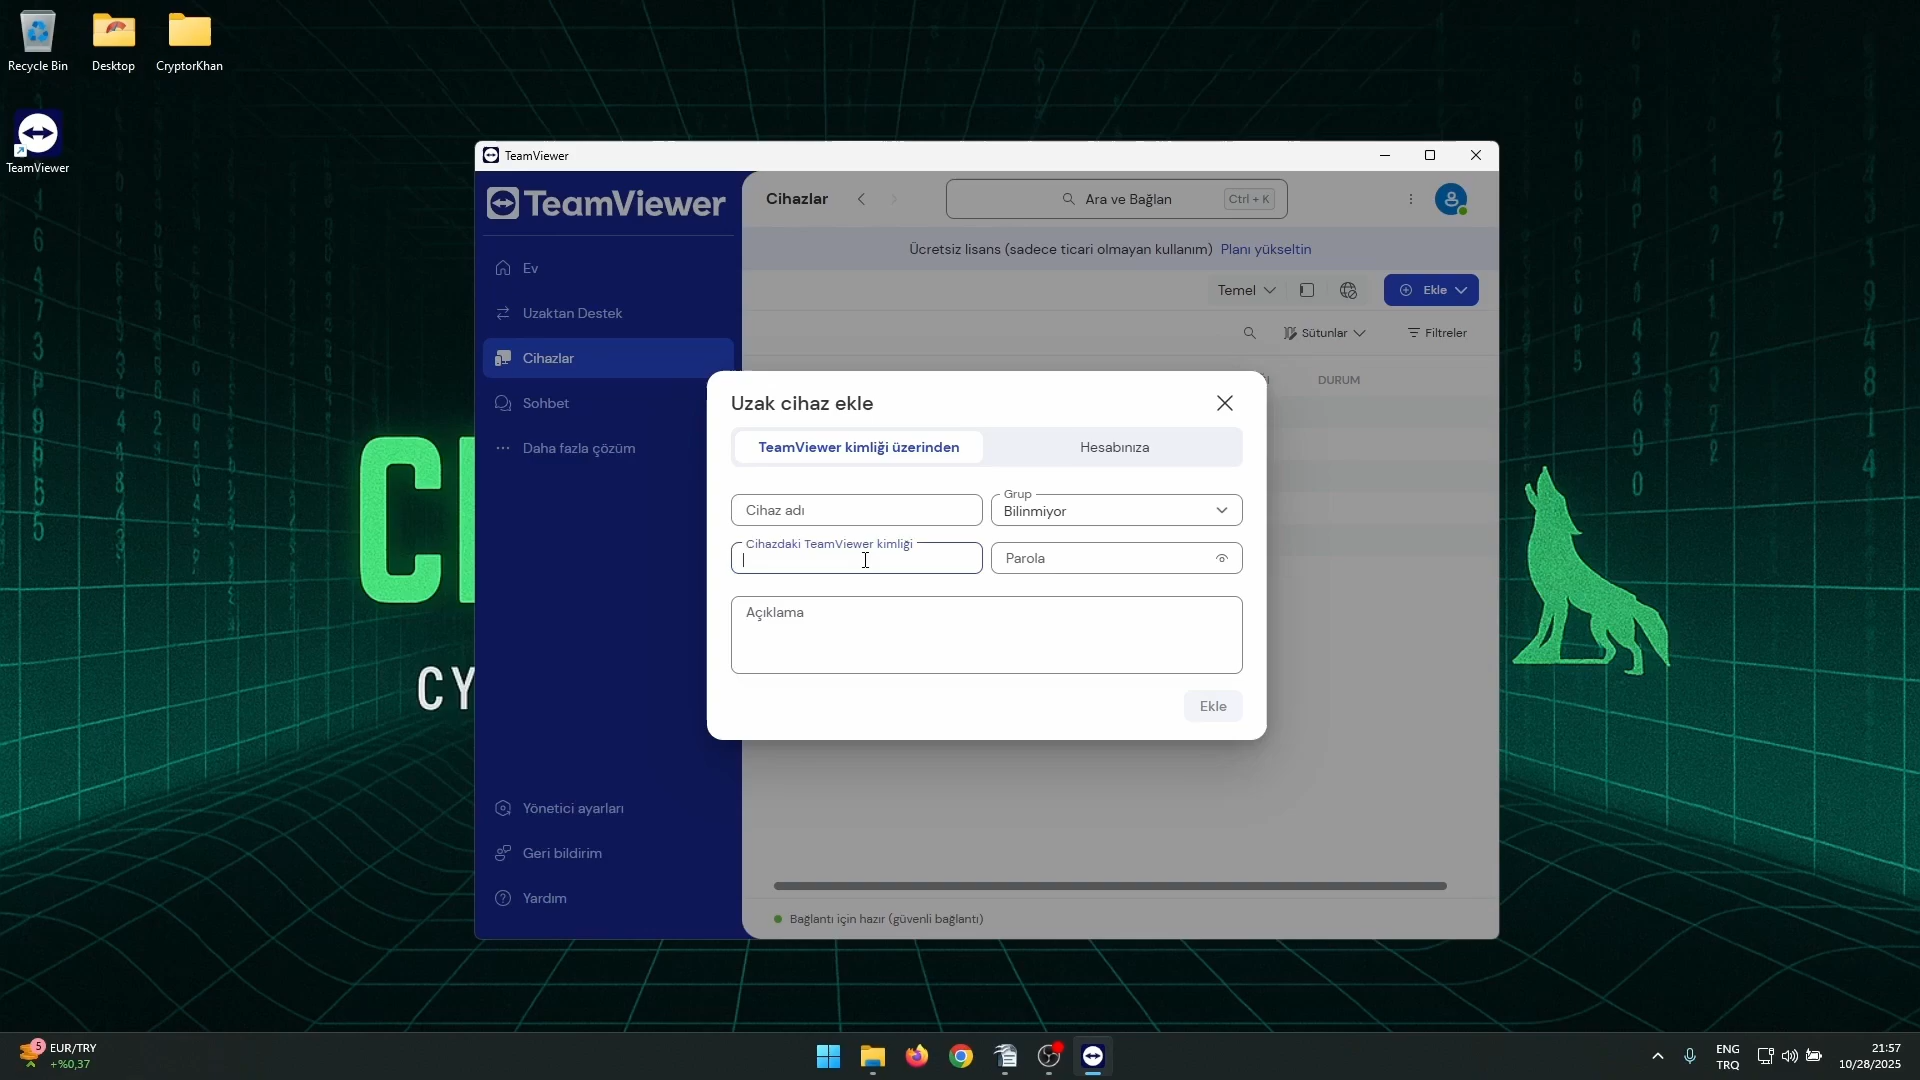 Recycle Bin
Desktop
CryptorKhan
TeamViewer
TeamViewer
TeamViewer
Cihazlar
Ara ve Bağlan
Ctrl + K
Ücretsiz lisans (sadece ticari olmayan kullanım) Planı yükseltin
Ev
Uzaktan Destek
Cihazlar
Sohbet
Daha fazla çözüm
Temel
Ekle
Sütunlar
Filtreler
DURUM
Uzak cihaz ekle
TeamViewer kimliği üzerinden
Hesabınıza
Cihaz adı
Grup
Bilinmiyor
Cihazdaki TeamViewer kimliği
Parola
Açıklama
Ekle
CY
Yönetici ayarları
Geri bildirim
Yardım
Bağlantı için hazır (güvenli bağlantı)
5
EUR/TRY
+%0,37
ENG
TRQ
21:57
10/28/2025